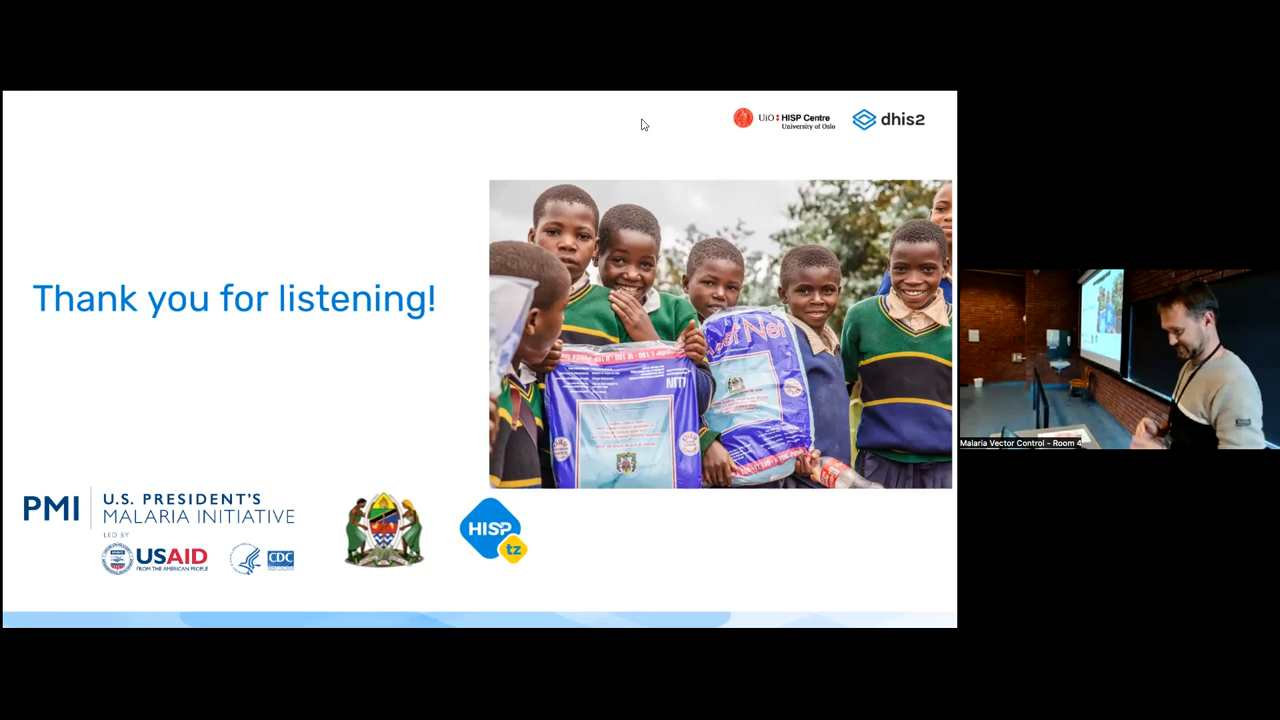 UiO HISP Centre
University of Oslo
dhis2
Thank you for listening!
Net
PMI
U.S. PRESIDENT'S
MALARIA INITIATIVE
LED BY
USAID
FROM THE AMERICAN PEOPLE
CDC
HISP
tz
Malaria Vector Control - Room 4